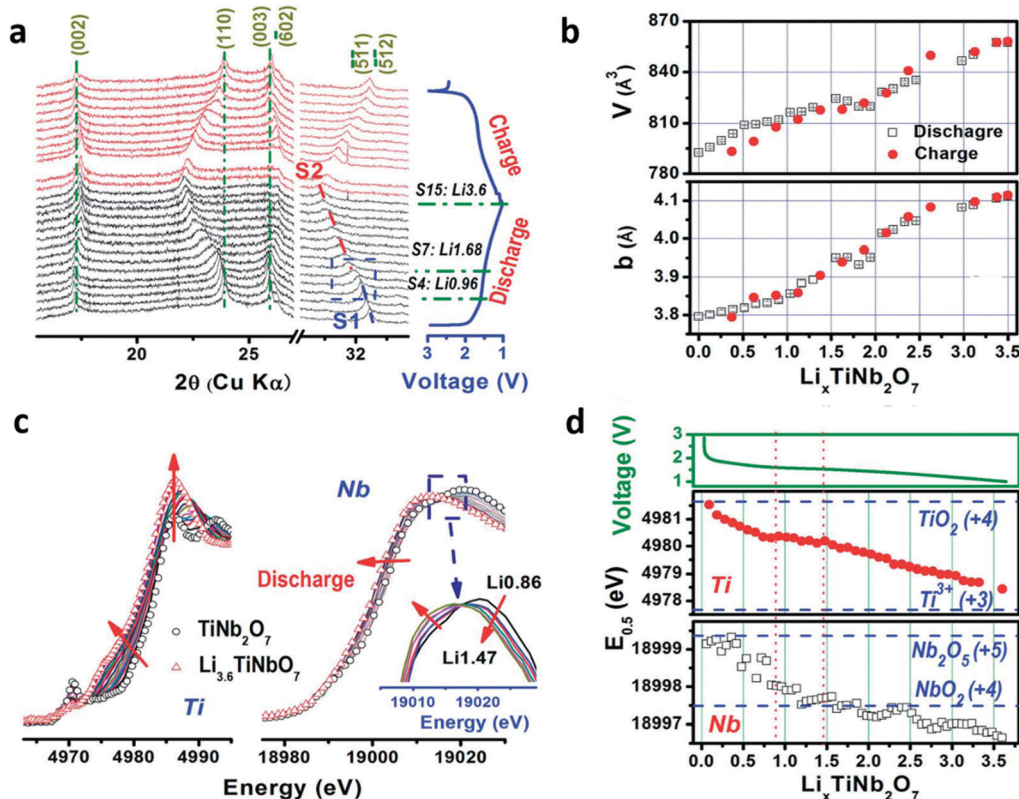 a
(002)
(110)
(003)
(602)
(511)
(512)
S2
S1
Charge
Discharge
S15: Li3.6
S7: Li1.68
S4: Li0.96
20
24
26
32
2θ (Cu Kα)
3
2
1
Voltage (V)
b
870
840
810
780
V (Å³)
Dischagre
Charge
4.1
4.0
3.9
3.8
b (Å)
0.0 0.5 1.0 1.5 2.0 2.5 3.0 3.5
LiₓTiNb₂O₇
c
Nb
Discharge
Li0.86
Li1.47
TiNb₂O₇
Li₃.₆TiNbO₇
Ti
19010 19020
Energy (eV)
4970 4980 4990
18980 19000 19020
Energy (eV)
d
3
2
1
Voltage (V)
4981
4980
4979
4978
TiO₂ (+4)
Ti
Ti³⁺ (+3)
E₀.₅ (eV)
18999
18998
18997
Nb₂O₅ (+5)
NbO₂ (+4)
Nb
0.0 0.5 1.0 1.5 2.0 2.5 3.0 3.5
LiₓTiNb₂O₇